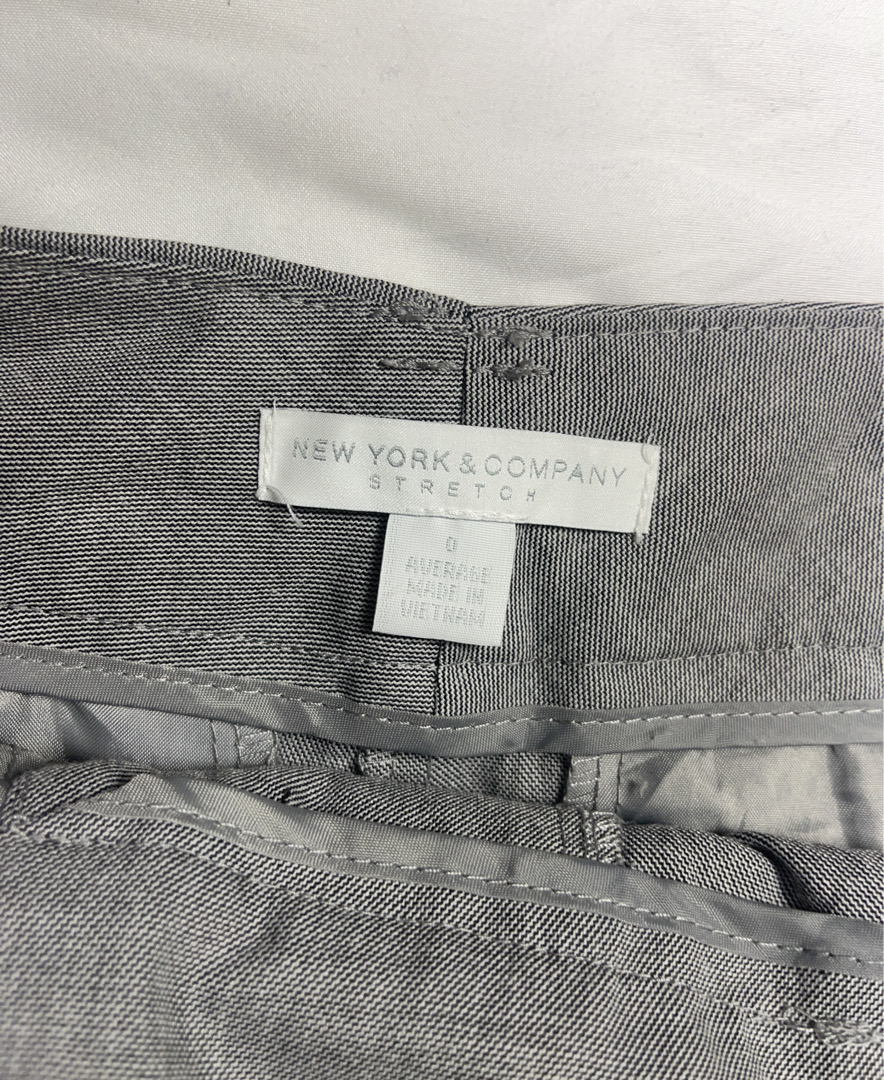 NEW YORK & COMPANY
STRETCH
0
AVERAGE
MADE IN
VIETNAM